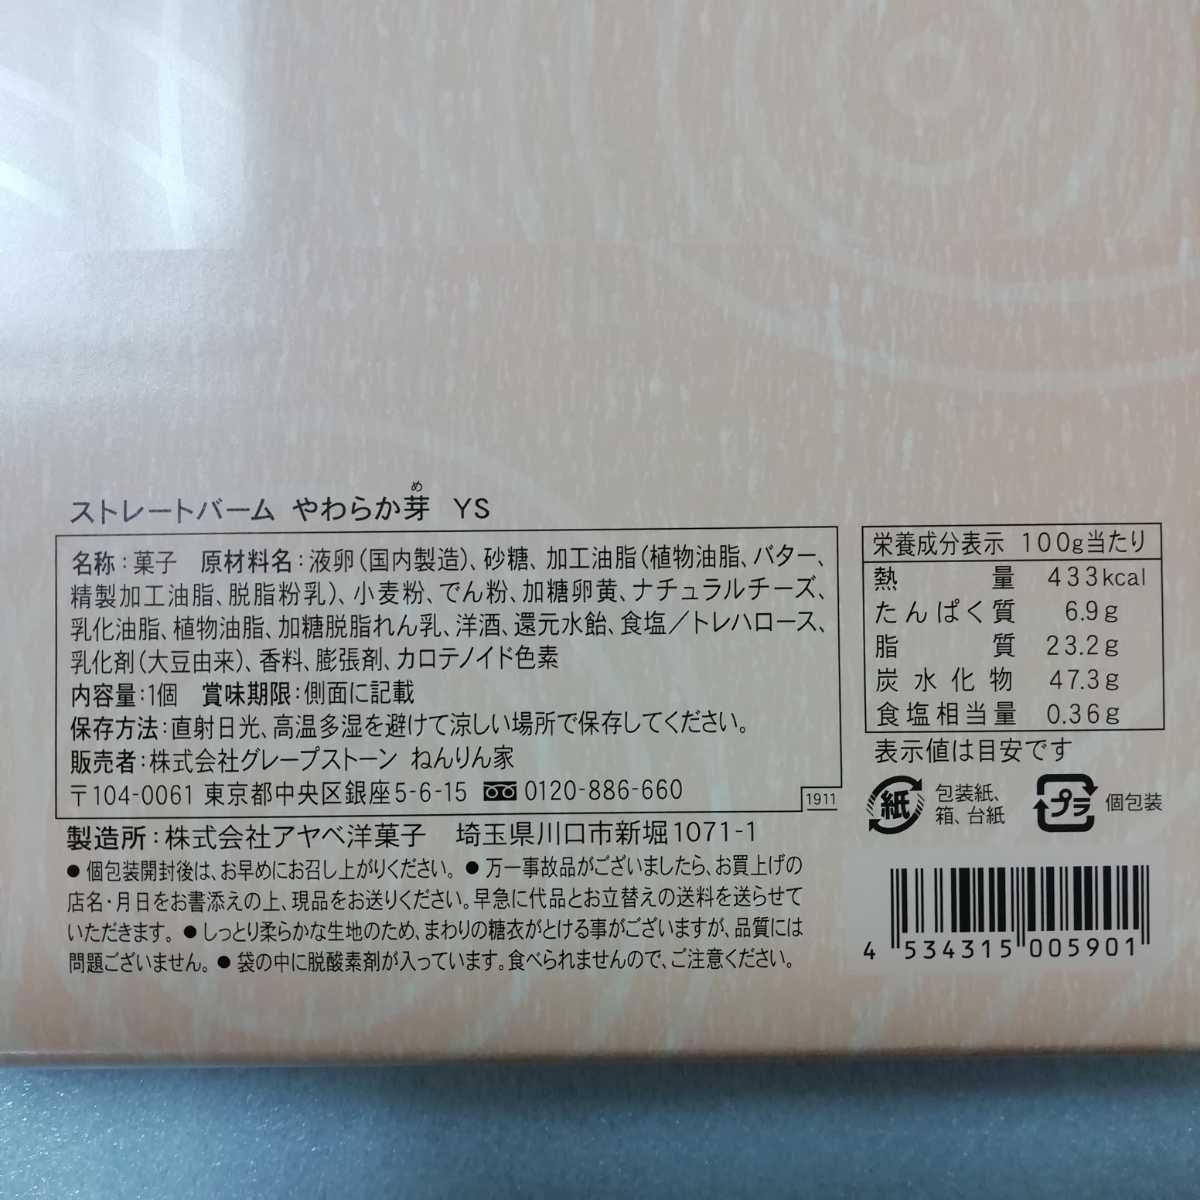 ストレートバーム やわらか芽 YS
め
名称:菓子 原材料名:液卵(国内製造)、砂糖、加工油脂(植物油脂、バター、
精製加工油脂、脱脂粉乳)、小麦粉、でん粉、加糖卵黄、ナチュラルチーズ、
乳化油脂、植物油脂、加糖脱脂れん乳、洋酒、還元水飴、食塩/トレハロース、
乳化剤(大豆由来)、香料、膨張剤、カロテノイド色素
内容量:1個 賞味期限:側面に記載
保存方法:直射日光、高温多湿を避けて涼しい場所で保存してください。
販売者:株式会社グレープストーン ねんりん家
〒104-0061 東京都中央区銀座5-6-15 0120-886-660
1911
製造所:株式会社アヤベ洋菓子 埼玉県川口市新堀1071-1
●個包装開封後は、お早めにお召し上がりください。●万一事故品がございましたら、お買上げの
店名・月日をお書添えの上、現品をお送りください。早急に代品とお立替えの送料を送らせて
いただきます。●しっとり柔らかな生地のため、まわりの糖衣がとける事がございますが、品質には
問題ございません。●袋の中に脱酸素剤が入っています。食べられませんので、ご注意ください。
栄養成分表示 100g当たり
熱量 433kcal
たんぱく質 6.9g
脂質 23.2g
炭水化物 47.3g
食塩相当量 0.36g
表示値は目安です
紙 包装紙、
箱、台紙
プラ 個包装
4 534315 005901